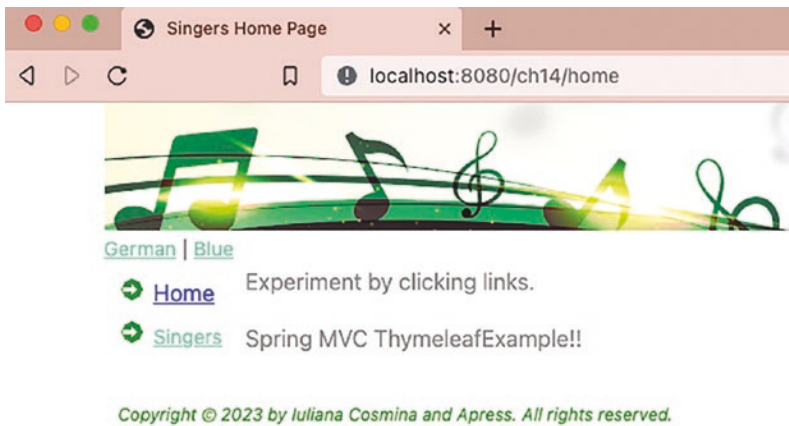 Singers Home Page
localhost:8080/ch14/home
German | Blue
Home
Experiment by clicking links.
Singers
Spring MVC ThymeleafExample!!
Copyright © 2023 by Iuliana Cosmina and Apress. All rights reserved.